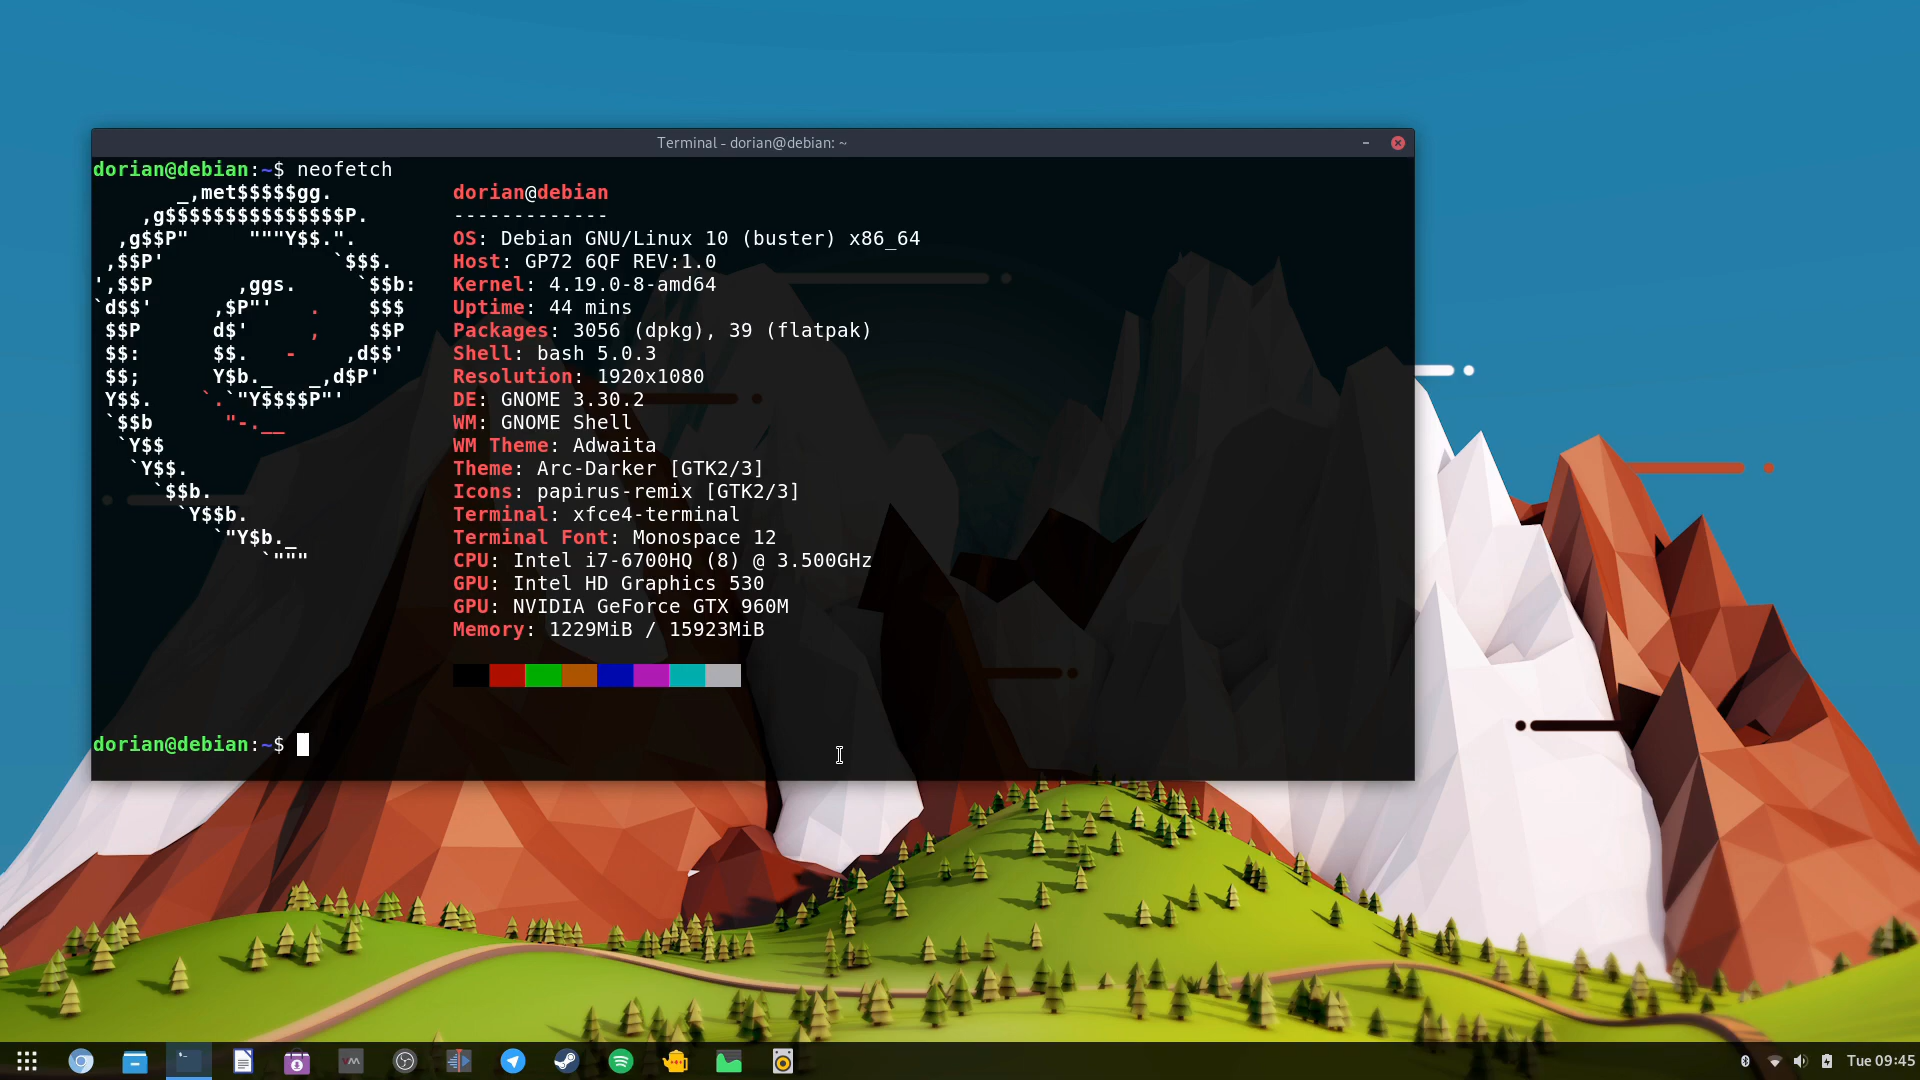 Terminal - dorian@debian: ~
dorian@debian:~$ neofetch
       _,met$$$$$gg.          dorian@debian
    ,g$$$$$$$$$$$$$$$P.       -------------
  ,g$$P"     """Y$$.".        OS: Debian GNU/Linux 10 (buster) x86_64
 ,$$P'              `$$$.     Host: GP72 6QF REV:1.0
',$$P       ,ggs.     `$$b:   Kernel: 4.19.0-8-amd64
`d$$'     ,$P"'   .    $$$    Uptime: 44 mins
 $$P      d$'     ,    $$P    Packages: 3056 (dpkg), 39 (flatpak)
 $$:      $$.   -    ,d$$'    Shell: bash 5.0.3
 $$;      Y$b._   _,d$P'      Resolution: 1920x1080
 Y$$.    `.`"Y$$$$P"'         DE: GNOME 3.30.2
 `$$b      "-.__              WM: GNOME Shell
  `Y$$                        WM Theme: Adwaita
   `Y$$.                      Theme: Arc-Darker [GTK2/3]
     `$$b.                    Icons: papirus-remix [GTK2/3]
       `Y$$b.                 Terminal: xfce4-terminal
          `"Y$b._             Terminal Font: Monospace 12
              `"""            CPU: Intel i7-6700HQ (8) @ 3.500GHz
                              GPU: Intel HD Graphics 530
                              GPU: NVIDIA GeForce GTX 960M
                              Memory: 1229MiB / 15923MiB
dorian@debian:~$
Tue 09:45